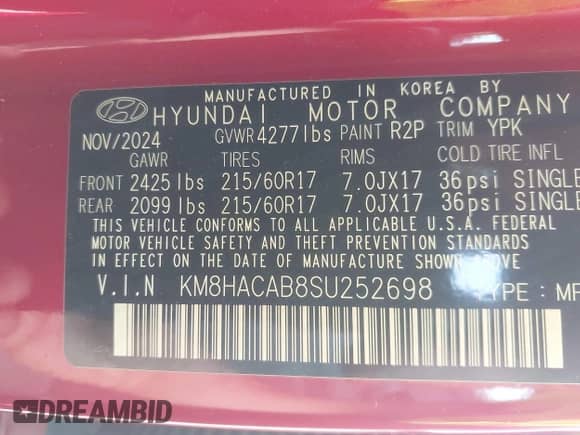 MANUFACTURED IN KOREA BY
HYUNDAI MOTOR COMPANY
NOV/2024 GVWR 4277lbs PAINT R2P TRIM YPK
GAWR TIRES RIMS COLD TIRE INFL
FRONT 2425lbs 215/60R17 7.0JX17 36psi SINGLE
REAR 2099lbs 215/60R17 7.0JX17 36psi SINGLE
THIS VEHICLE CONFORMS TO ALL APPLICABLE U.S.A. FEDERAL
MOTOR VEHICLE SAFETY AND THEFT PREVENTION STANDARDS
IN EFFECT ON THE DATE OF MANUFACTURE SHOWN ABOVE
V.I.N KM8HACAB8SU252698 TYPE : MP
DREAMBID